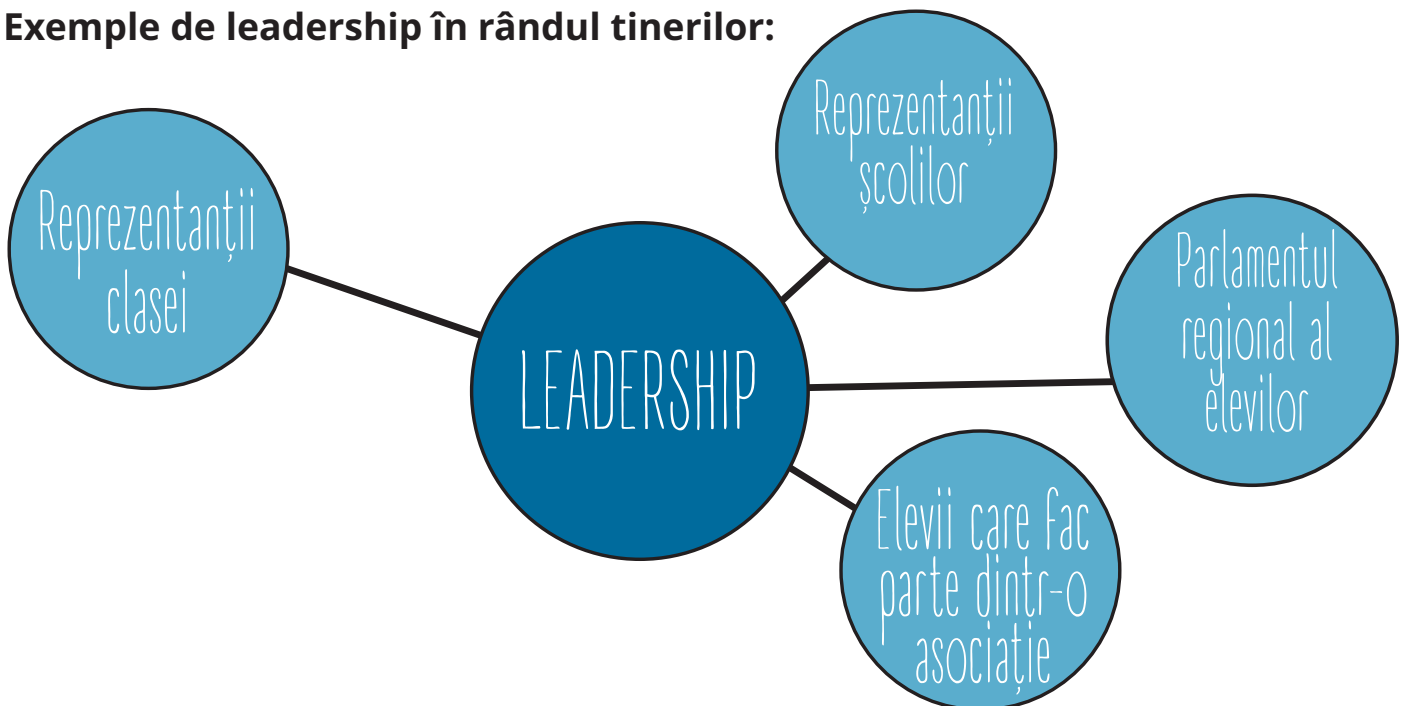 Exemple de leadership în rândul tinerilor:
Reprezentanții
clasei
LEADERSHIP
Reprezentanții
școlilor
Parlamentul
regional al
elevilor
Elevii care fac
parte dintr-o
asociație